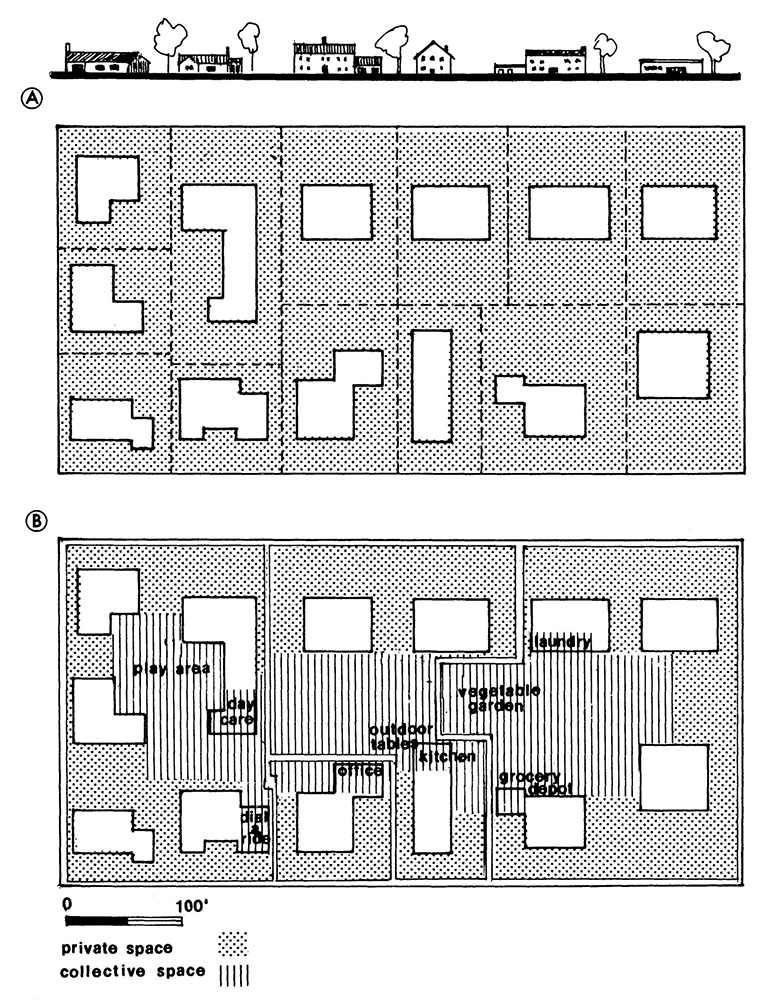 A
B
play area
day
care
laundry
vegetable
garden
outdoor
tables
kitchen
office
grocery
depot
dial
a
ride
0 100'
private space
collective space